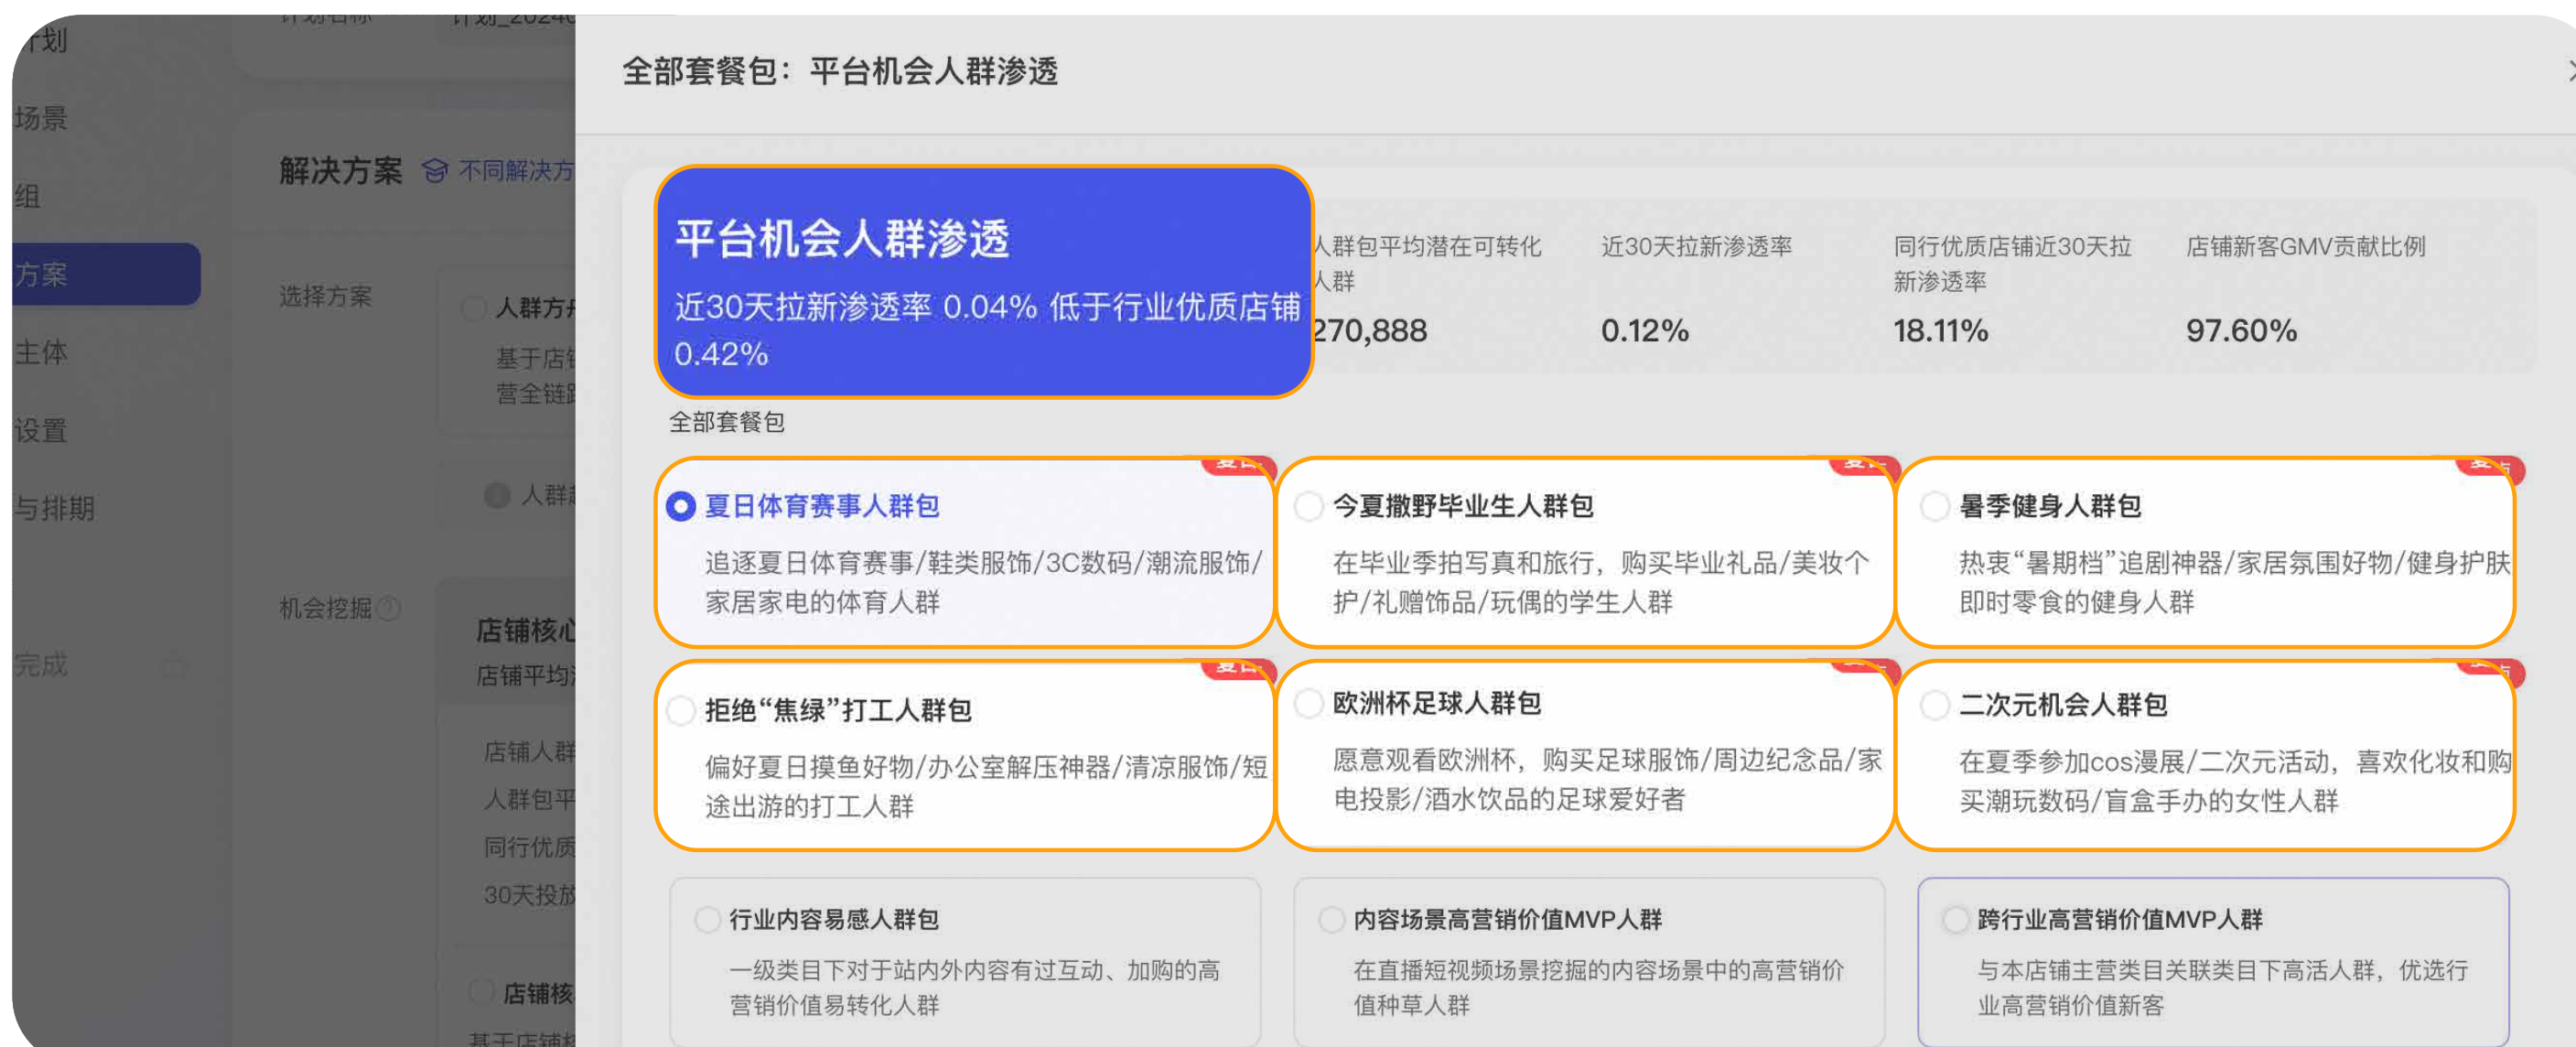 全部套餐包：平台机会人群渗透
场景
组
方案
主体
设置
与排期
完成
解决方案
不同解决方
选择方案
人群方
基于店
营全链
人群
机会挖掘
店铺核心
店铺平均
店铺人群
人群包平
同行优质
30天投放
店铺核
平台机会人群渗透
近30天拉新渗透率 0.04% 低于行业优质店铺
0.42%
人群包平均潜在可转化
人群
270,888
近30天拉新渗透率
0.12%
同行优质店铺近30天拉
新渗透率
18.11%
店铺新客GMV贡献比例
97.60%
全部套餐包
夏日体育赛事人群包
追逐夏日体育赛事/鞋类服饰/3C数码/潮流服饰/
家居家电的体育人群
今夏撒野毕业生人群包
在毕业季拍写真和旅行，购买毕业礼品/美妆个
护/礼赠饰品/玩偶的学生人群
暑季健身人群包
热衷“暑期档”追剧神器/家居氛围好物/健身护肤
即时零食的健身人群
拒绝“焦绿”打工人群包
偏好夏日摸鱼好物/办公室解压神器/清凉服饰/短
途出游的打工人群
欧洲杯足球人群包
愿意观看欧洲杯，购买足球服饰/周边纪念品/家
电投影/酒水饮品的足球爱好者
二次元机会人群包
在夏季参加cos漫展/二次元活动，喜欢化妆和购
买潮玩数码/盲盒手办的女性人群
行业内容易感人群包
一级类目下对于站内外内容有过互动、加购的高
营销价值易转化人群
内容场景高营销价值MVP人群
在直播短视频场景挖掘的内容场景中的高营销价
值种草人群
跨行业高营销价值MVP人群
与本店铺主营类目关联类目下高活人群，优选行
业高营销价值新客